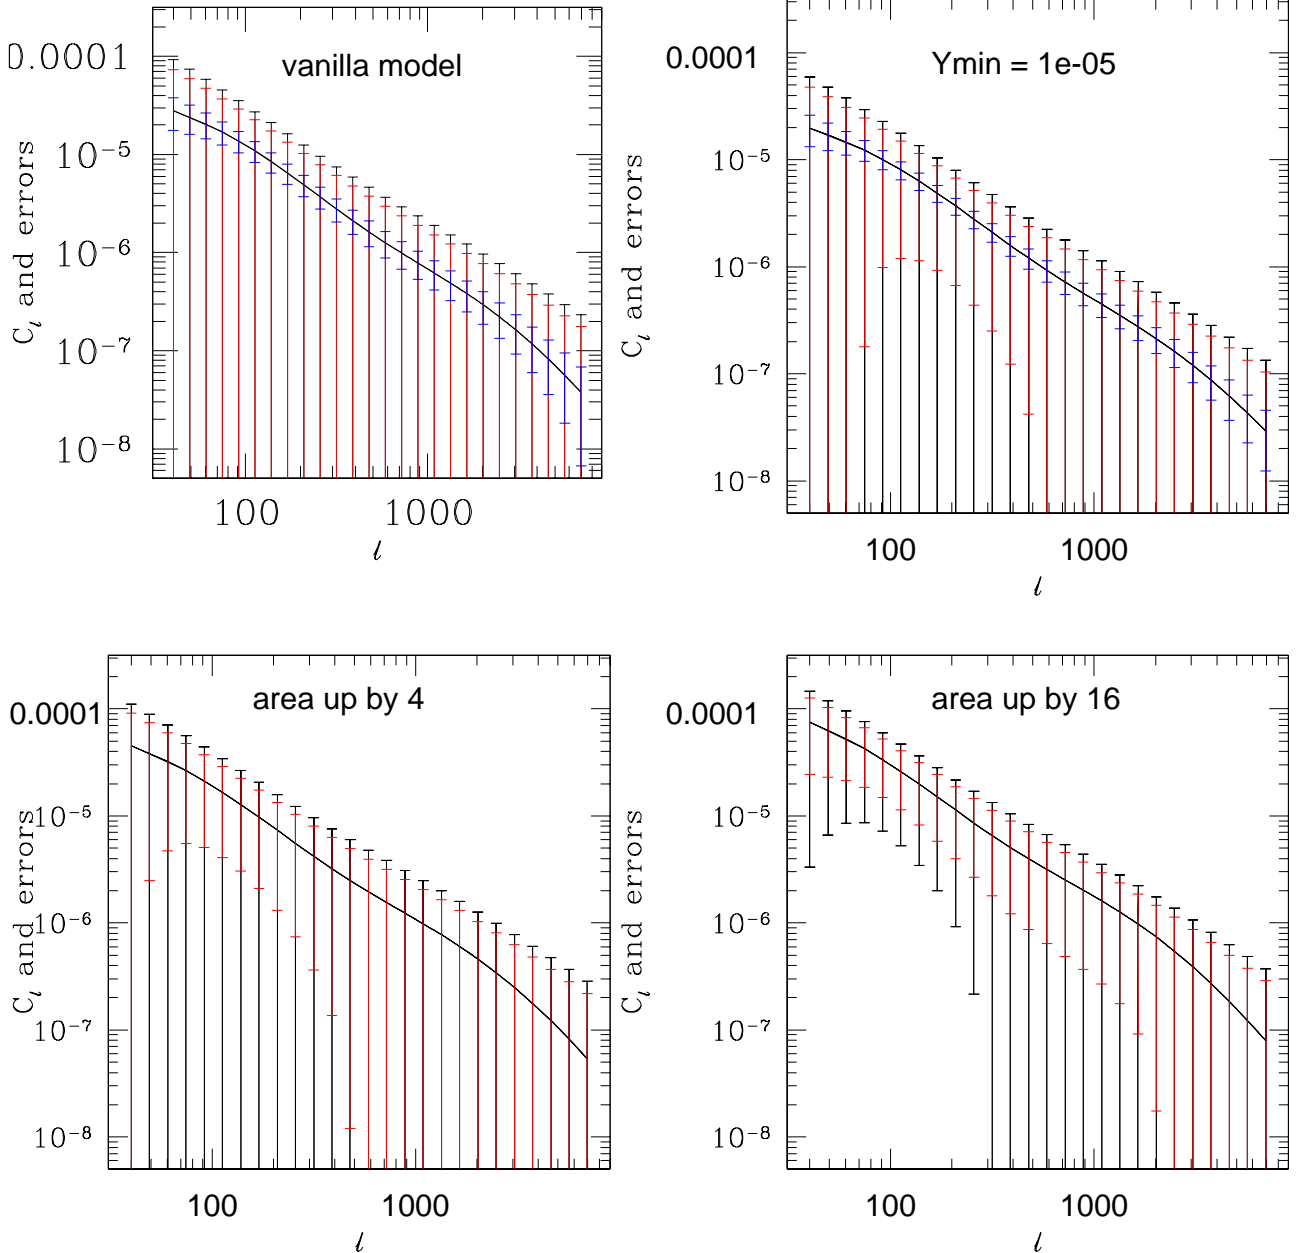 vanilla model
0.0001
10⁻⁵
10⁻⁶
10⁻⁷
10⁻⁸
C_ℓ and errors
100 1000
ℓ
Ymin = 1e-05
0.0001
10⁻⁵
10⁻⁶
10⁻⁷
10⁻⁸
C_ℓ and errors
100 1000
ℓ
area up by 4
0.0001
10⁻⁵
10⁻⁶
10⁻⁷
10⁻⁸
C_ℓ and errors
100 1000
ℓ
area up by 16
0.0001
10⁻⁵
10⁻⁶
10⁻⁷
10⁻⁸
C_ℓ and errors
100 1000
ℓ